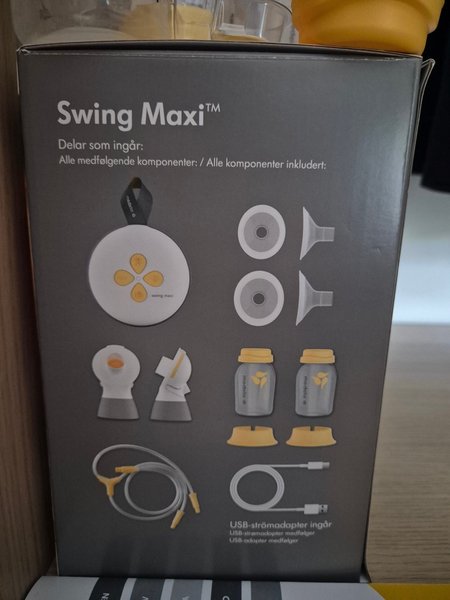 Swing Maxi™
Delar som ingår:
Alle medfølgende komponenter: / Alle komponenter inkludert:
swing maxi
USB-strömadapter ingår
USB-strømadapter medfølger
USB-adapter medfølger